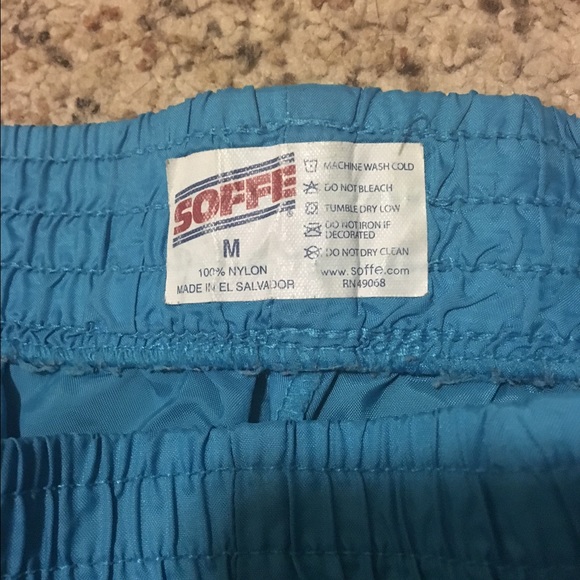 SOFFE
®
M
100% NYLON
MADE IN EL SALVADOR
MACHINE WASH COLD
DO NOT BLEACH
TUMBLE DRY LOW
DO NOT IRON IF
DECORATED
DO NOT DRY CLEAN
www.soffe.com
RN49068